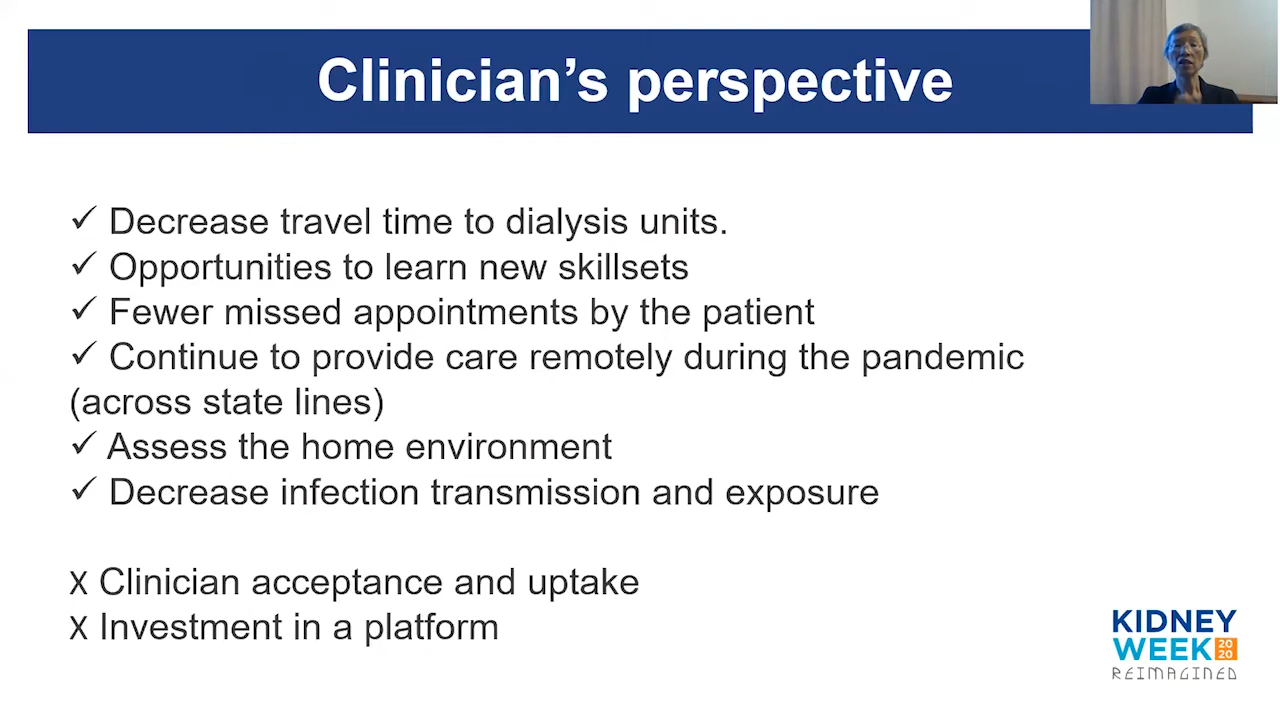 Clinician’s perspective
✓ Decrease travel time to dialysis units.
✓ Opportunities to learn new skillsets
✓ Fewer missed appointments by the patient
✓ Continue to provide care remotely during the pandemic
(across state lines)
✓ Assess the home environment
✓ Decrease infection transmission and exposure
X Clinician acceptance and uptake
X Investment in a platform
KIDNEY
WEEK 20
20
REIMAGINED